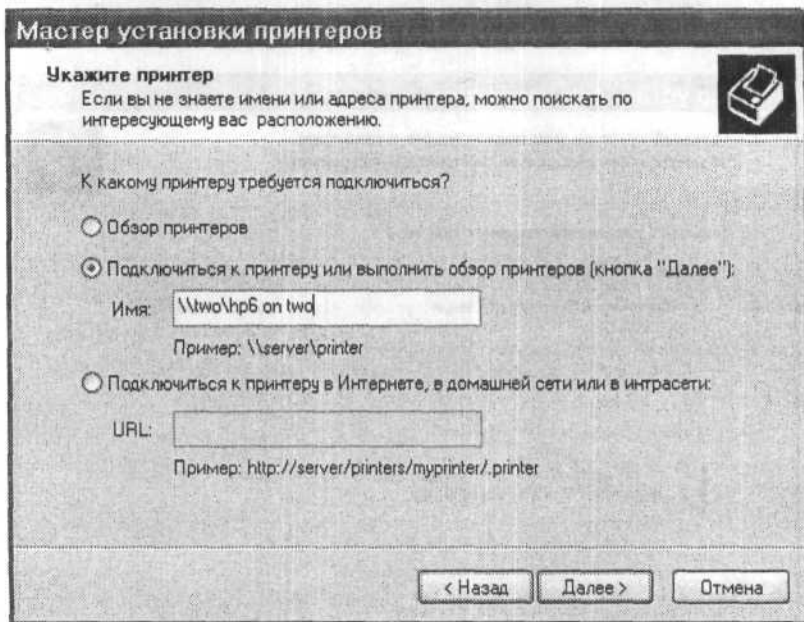 Мастер установки принтеров
Укажите принтер
Если вы не знаете имени или адреса принтера, можно поискать по
интересующему вас расположению.
К какому принтеру требуется подключиться?
Обзор принтеров
Подключиться к принтеру или выполнить обзор принтеров (кнопка "Далее"):
Имя: \\two\hp6 on two
Пример: \\server\printer
Подключиться к принтеру в Интернете, в домашней сети или в интрасети:
URL:
Пример: http://server/printers/myprinter/.printer
< Назад Далее > Отмена